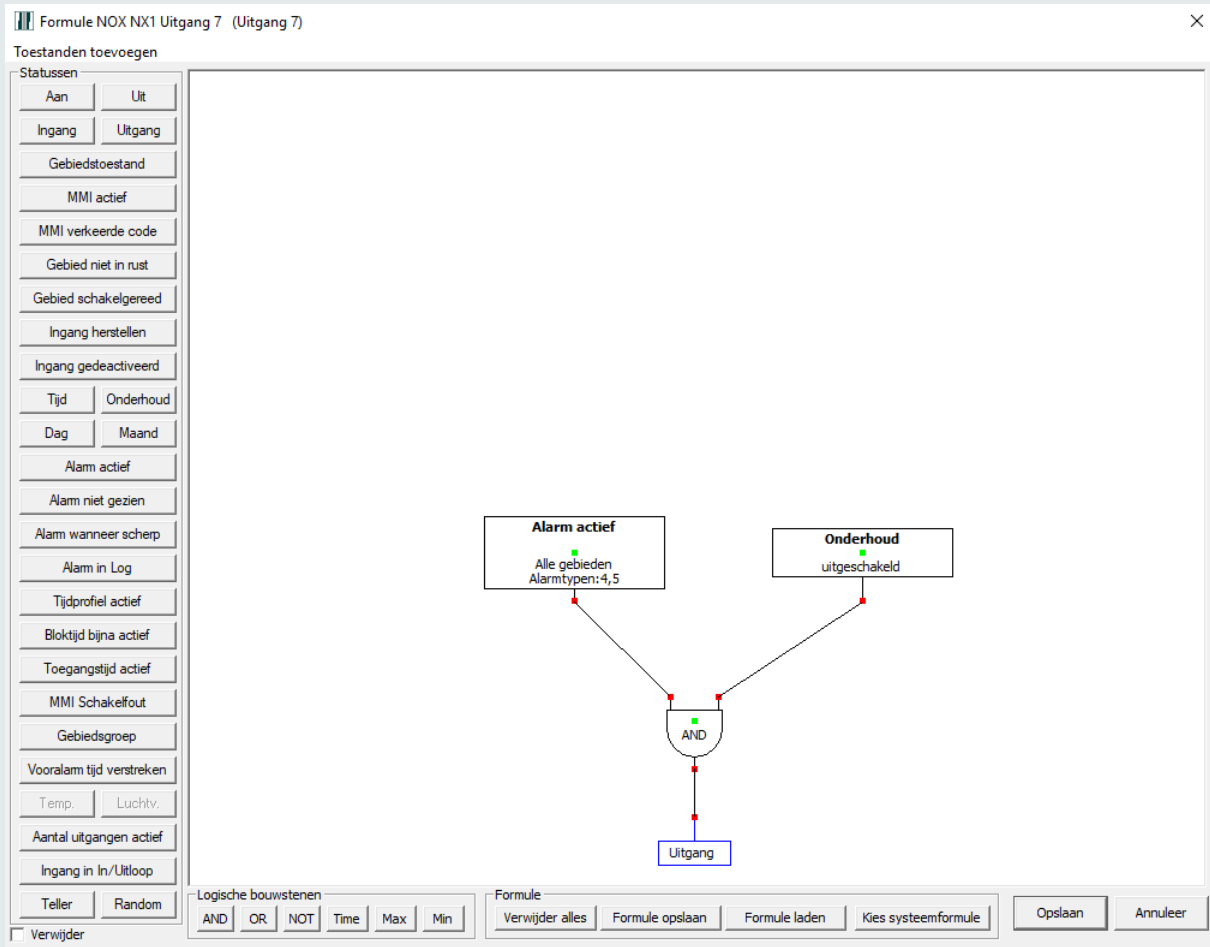 Formule NOX NX1 Uitgang 7 (Uitgang 7)
Toestanden toevoegen
Statussen
Aan
Uit
Ingang
Uitgang
Gebiedstoestand
MMI actief
MMI verkeerde code
Gebied niet in rust
Gebied schakelgereed
Ingang herstellen
Ingang gedeactiveerd
Tijd
Onderhoud
Dag
Maand
Alarm actief
Alarm niet gezien
Alarm wanneer scherp
Alarm in Log
Tijdprofiel actief
Bloktijd bijna actief
Toegangstijd actief
MMI Schakelfout
Gebiedsgroep
Vooralarm tijd verstreken
Temp.
Luchtv.
Aantal uitgangen actief
Ingang in In/Uitloop
Teller
Random
Verwijder
Alarm actief
Alle gebieden
Alarmtypen:4,5
Onderhoud
uitgeschakeld
AND
Uitgang
Logische bouwstenen
AND
OR
NOT
Time
Max
Min
Formule
Verwijder alles
Formule opslaan
Formule laden
Kies systeemformule
Opslaan
Annuleer